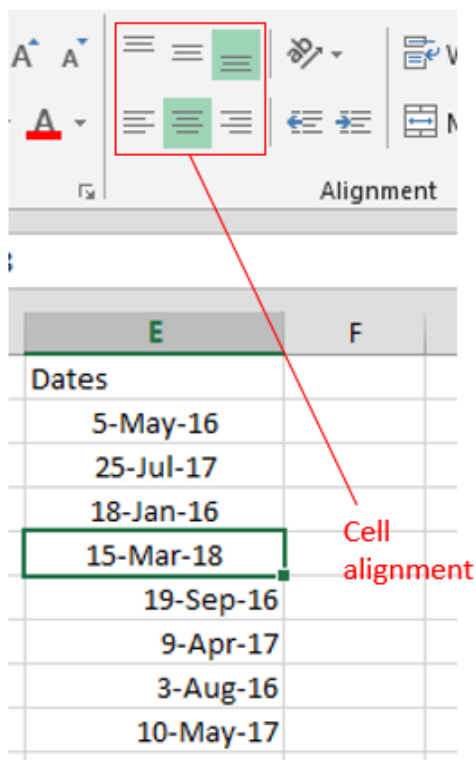 Alignment
E F
Dates
5-May-16
25-Jul-17
18-Jan-16
15-Mar-18
19-Sep-16
9-Apr-17
3-Aug-16
10-May-17
Cell
alignment